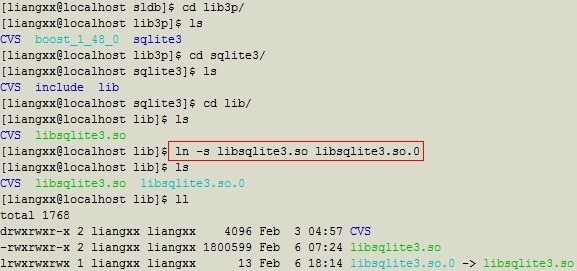 [liangxx@localhost sldb]$ cd lib3p/
[liangxx@localhost lib3p]$ ls
CVS boost_1_48_0 sqlite3
[liangxx@localhost lib3p]$ cd sqlite3/
[liangxx@localhost sqlite3]$ ls
CVS include lib
[liangxx@localhost sqlite3]$ cd lib/
[liangxx@localhost lib]$ ls
CVS libsqlite3.so
[liangxx@localhost lib]$ ln -s libsqlite3.so libsqlite3.so.0
[liangxx@localhost lib]$ ls
CVS libsqlite3.so libsqlite3.so.0
[liangxx@localhost lib]$ ll
total 1768
drwxrwxr-x 2 liangxx liangxx 4096 Feb 3 04:57 CVS
-rwxrwxr-x 2 liangxx liangxx 1800599 Feb 6 07:24 libsqlite3.so
lrwxrwxrwx 1 liangxx liangxx 13 Feb 6 18:14 libsqlite3.so.0 -> libsqlite3.so